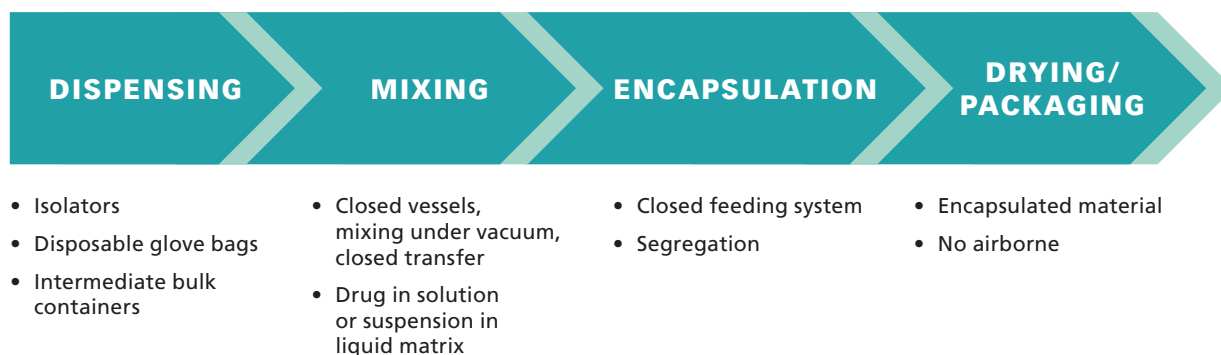 DISPENSING
MIXING
ENCAPSULATION
DRYING/
PACKAGING
• Isolators
• Disposable glove bags
• Intermediate bulk
containers
• Closed vessels,
mixing under vacuum,
closed transfer
• Drug in solution
or suspension in
liquid matrix
• Closed feeding system
• Segregation
• Encapsulated material
• No airborne